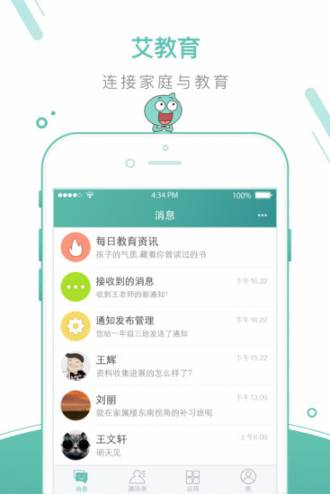 艾教育
连接家庭与教育
4:34 PM
100%
消息
每日教育资讯
孩子的气质,藏着你曾读过的书
接收到的消息
下午 16:22
收到王老师的新通知!
通知发布管理
下午 16:22
您给一年级三班发送了通知
王辉
下午 16:22
资料收集进展的怎么样了?
刘丽
下午 13:00
就在家属楼东南拐角的补习班呢
王文轩
上午 6:00
明天见
消息
通讯录
应用
我